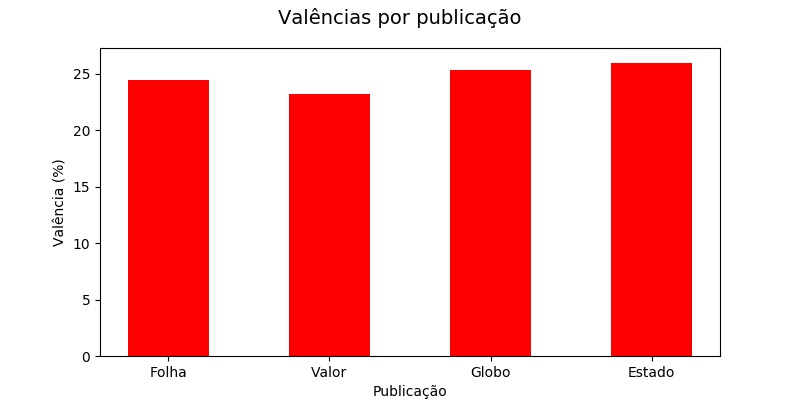 Valências por publicação
Valência (%)
25
20
15
10
5
0
Folha
Valor
Globo
Estado
Publicação